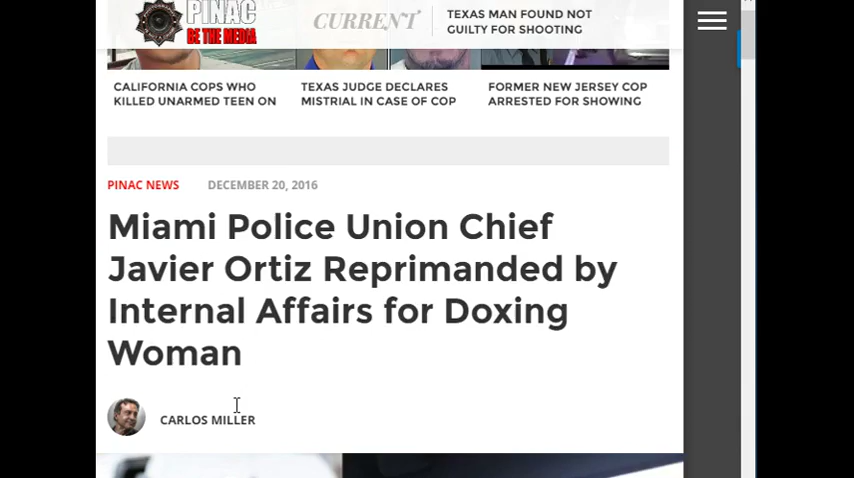 PINAC
BE THE MEDIA
CURRENT
TEXAS MAN FOUND NOT
GUILTY FOR SHOOTING
CALIFORNIA COPS WHO
KILLED UNARMED TEEN ON
TEXAS JUDGE DECLARES
MISTRIAL IN CASE OF COP
FORMER NEW JERSEY COP
ARRESTED FOR SHOWING
PINAC NEWS DECEMBER 20, 2016
Miami Police Union Chief
Javier Ortiz Reprimanded by
Internal Affairs for Doxing
Woman
CARLOS MILLER